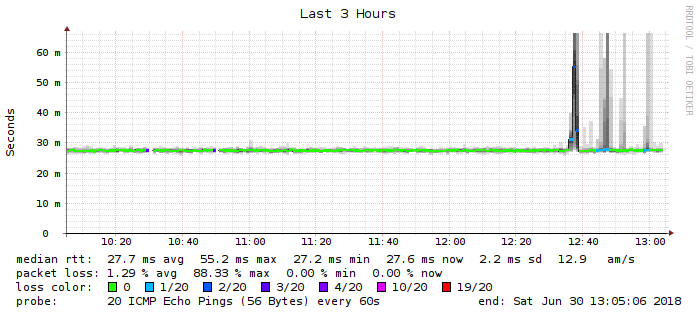 Last 3 Hours
RRDTOOL / TOBI OETIKER
Seconds
60 m
50 m
40 m
30 m
20 m
10 m
0
10:20 10:40 11:00 11:20 11:40 12:00 12:20 12:40 13:00
median rtt: 27.7 ms avg 55.2 ms max 27.2 ms min 27.6 ms now 2.2 ms sd 12.9 am/s
packet loss: 1.29 % avg 88.33 % max 0.00 % min 0.00 % now
loss color: 0 1/20 2/20 3/20 4/20 10/20 19/20
probe: 20 ICMP Echo Pings (56 Bytes) every 60s end: Sat Jun 30 13:05:06 2018